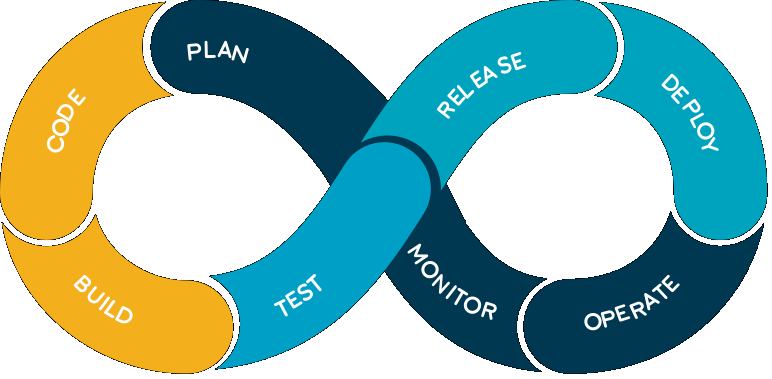 PLAN
CODE
BUILD
TEST
RELEASE
DEPLOY
OPERATE
MONITOR